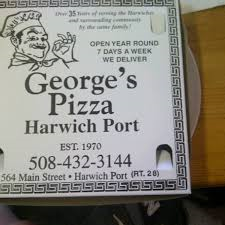 Over 35 Years of serving the Harwiches
and surrounding community
by the same family!
OPEN YEAR ROUND
7 DAYS A WEEK
WE DELIVER
George's
Pizza
Harwich Port
EST. 1970
508-432-3144
564 Main Street • Harwich Port (RT. 28)